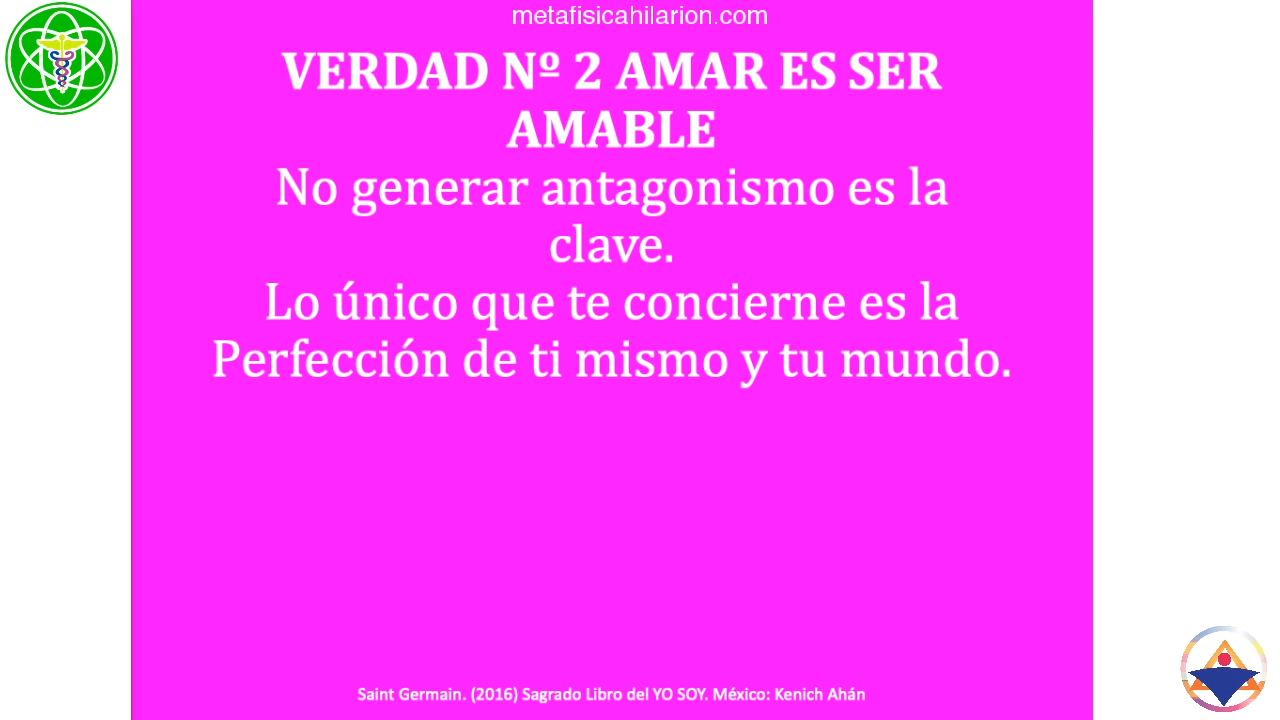 metafisicahilarion.com
VERDAD Nº 2 AMAR ES SER
AMABLE
No generar antagonismo es la
clave.
Lo único que te concierne es la
Perfección de ti mismo y tu mundo.
Saint Germain. (2016) Sagrado Libro del YO SOY. México: Kenich Ahán